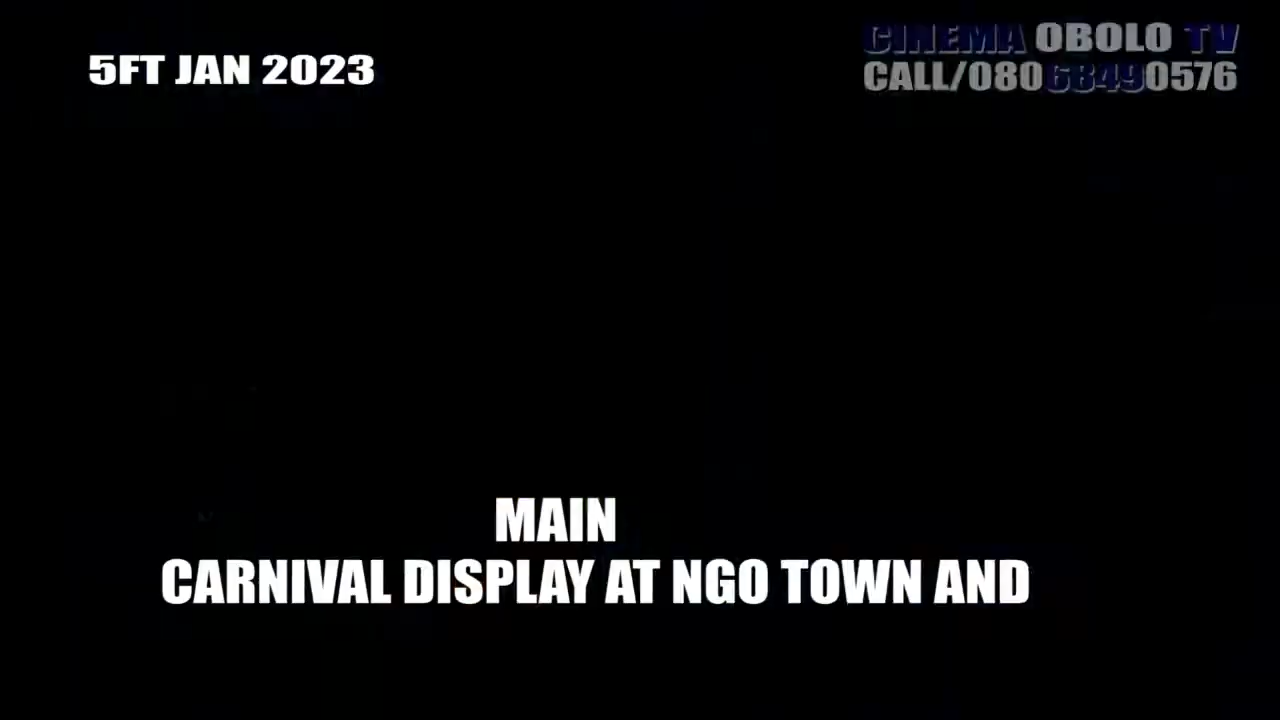 CINEMA OBOLO TV
5FT JAN 2023
CALL/08068490576
MAIN
CARNIVAL DISPLAY AT NGO TOWN AND